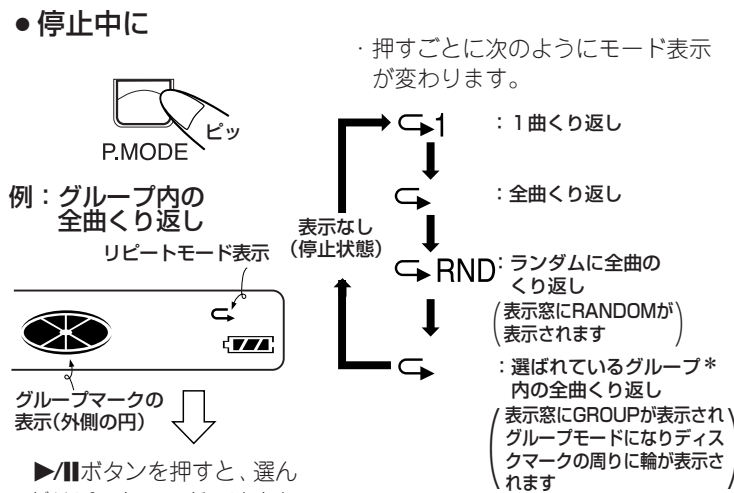 ●停止中に
ピッ
P.MODE
例：グループ内の
全曲くり返し
リピートモード表示
グループマークの
表示(外側の円)
▶/IIボタンを押すと、選ん
・押すごとに次のようにモード表示
が変わります。
1
：1曲くり返し
：全曲くり返し
表示なし
（停止状態）
RND
：ランダムに全曲の
くり返し
（表示窓にRANDOMが
表示されます）
：選ばれているグループ＊
内の全曲くり返し
（表示窓にGROUPが表示され
グループモードになりディス
クマークの周りに輪が表示さ
れます）